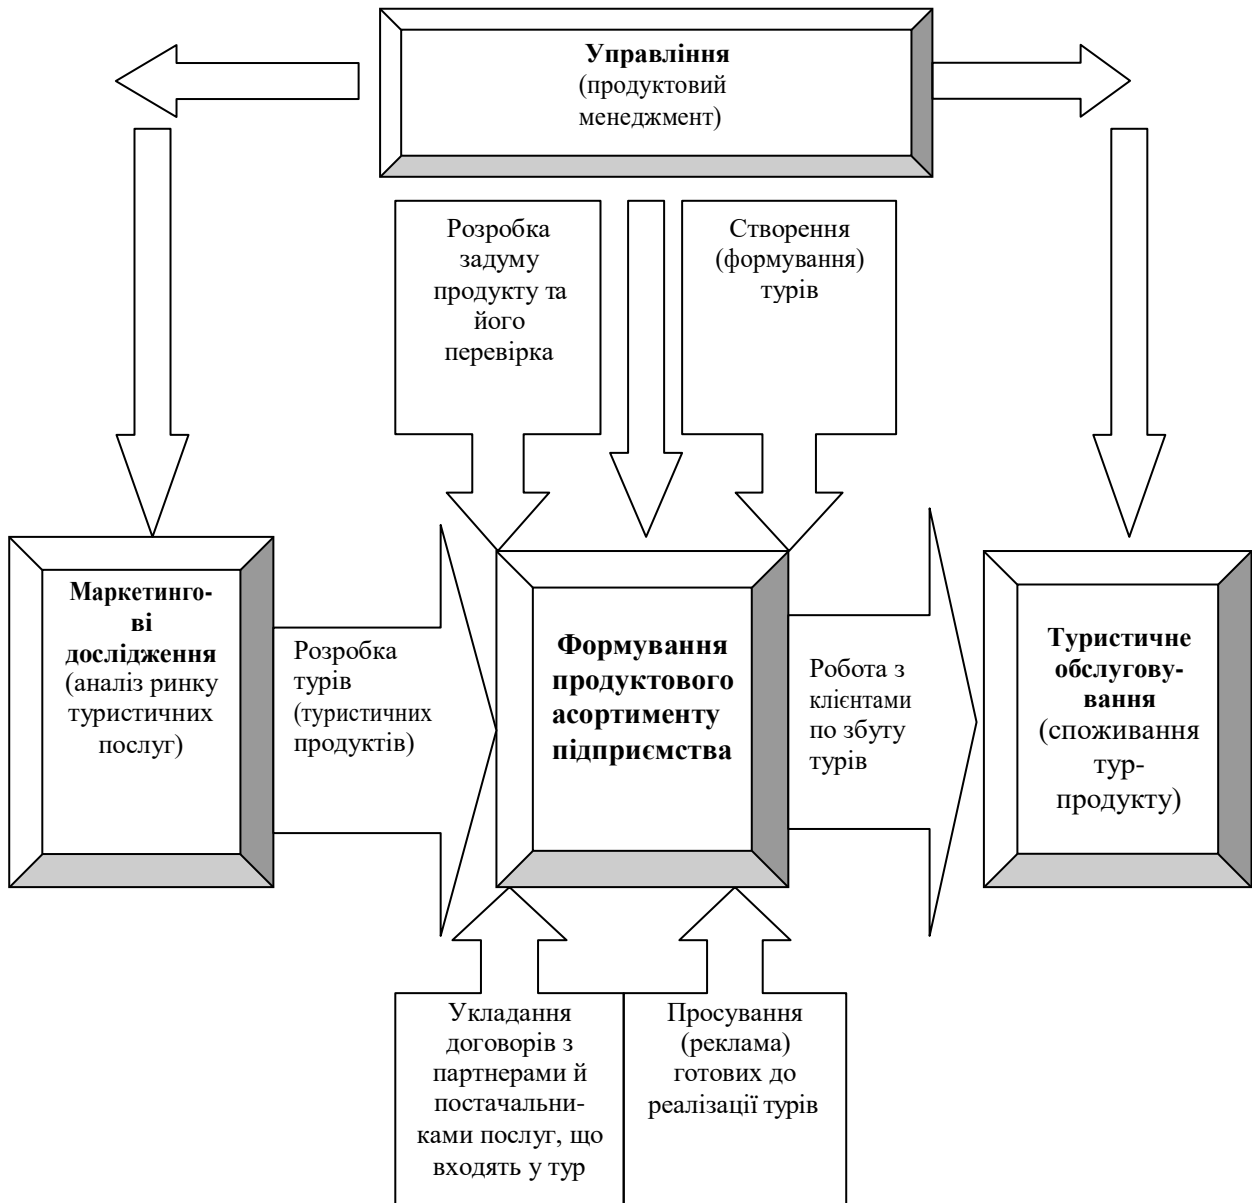 Управління
(продуктовий
менеджмент)
Розробка
задуму
продукту та
його
перевірка
Створення
(формування)
турів
Маркетинго-
ві
дослідження
(аналіз ринку
туристичних
послуг)
Розробка
турів
(туристичних
продуктів)
Формування
продуктового
асортименту
підприємства
Робота з
клієнтами
по збуту
турів
Туристичне
обслугову-
вання
(споживання
тур-
продукту)
Укладання
договорів з
партнерами й
постачальни-
ками послуг, що
входять у тур
Просування
(реклама)
готових до
реалізації турів